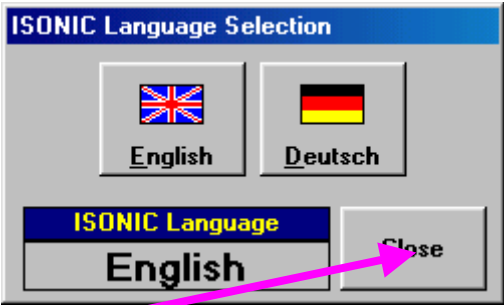 ISONIC Language Selection
English
Deutsch
ISONIC Language
English
Close